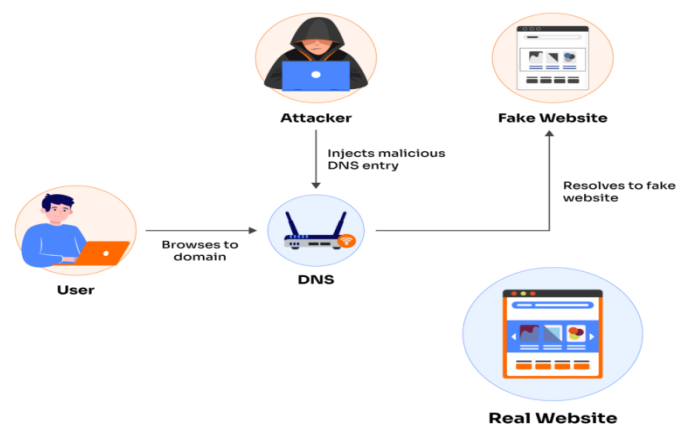 Attacker
Fake Website
Injects malicious
DNS entry
Resolves to fake
website
Browses to
domain
User
DNS
Real Website